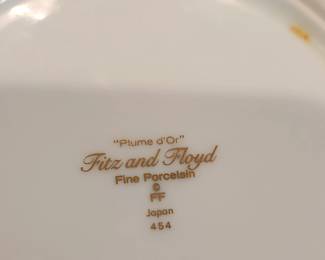 "Plume d'Or"
Fitz and Floyd
Fine Porcelain
©
FF
Japan
454